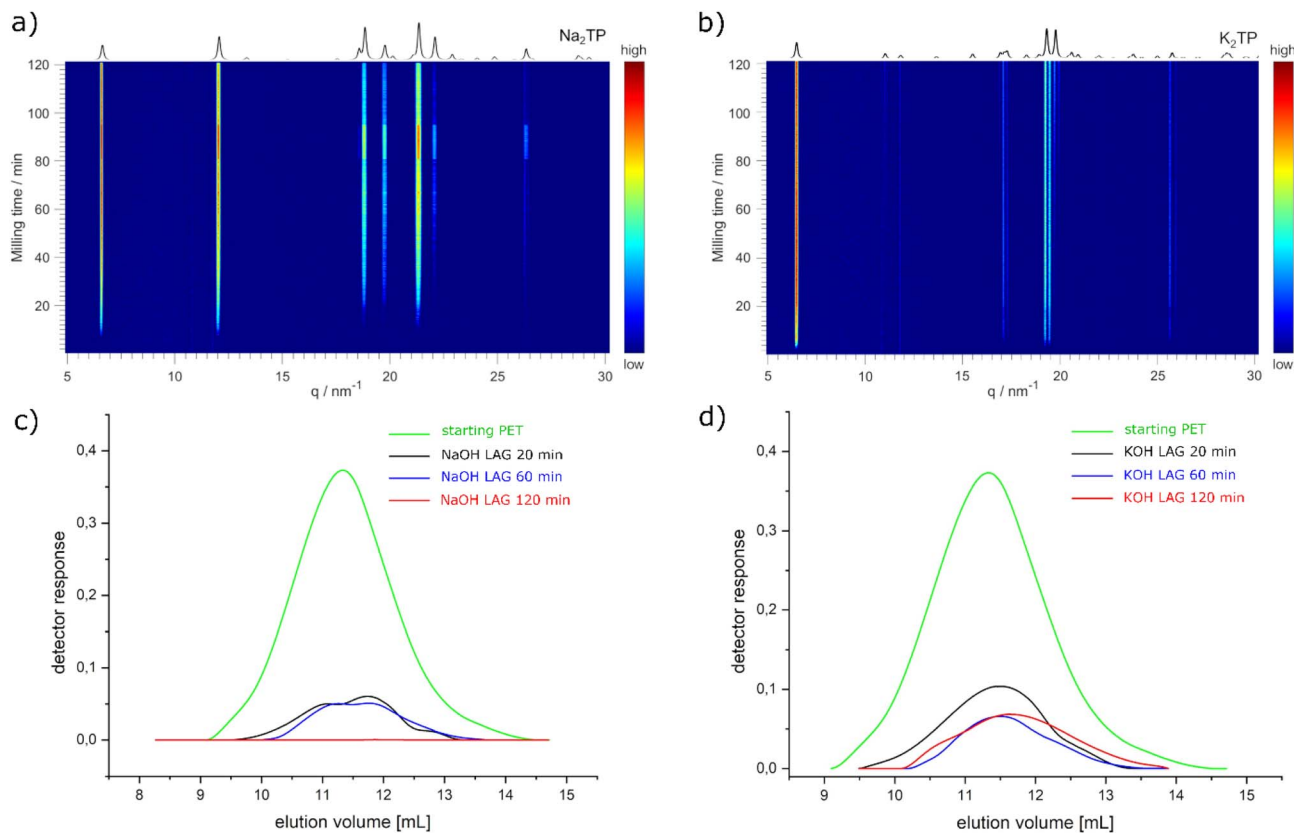 a)
Na₂TP
high
120
100
80
60
40
20
low
Milling time / min
5 10 15 20 25 30
q / nm⁻¹
b)
K₂TP
high
120
100
80
60
40
20
low
Milling time / min
5 10 15 20 25 30
q / nm⁻¹
c)
starting PET
NaOH LAG 20 min
NaOH LAG 60 min
NaOH LAG 120 min
0,4
0,3
0,2
0,1
0,0
detector response
8 9 10 11 12 13 14 15
elution volume [mL]
d)
starting PET
KOH LAG 20 min
KOH LAG 60 min
KOH LAG 120 min
0,4
0,3
0,2
0,1
0,0
detector response
9 10 11 12 13 14 15
elution volume [mL]